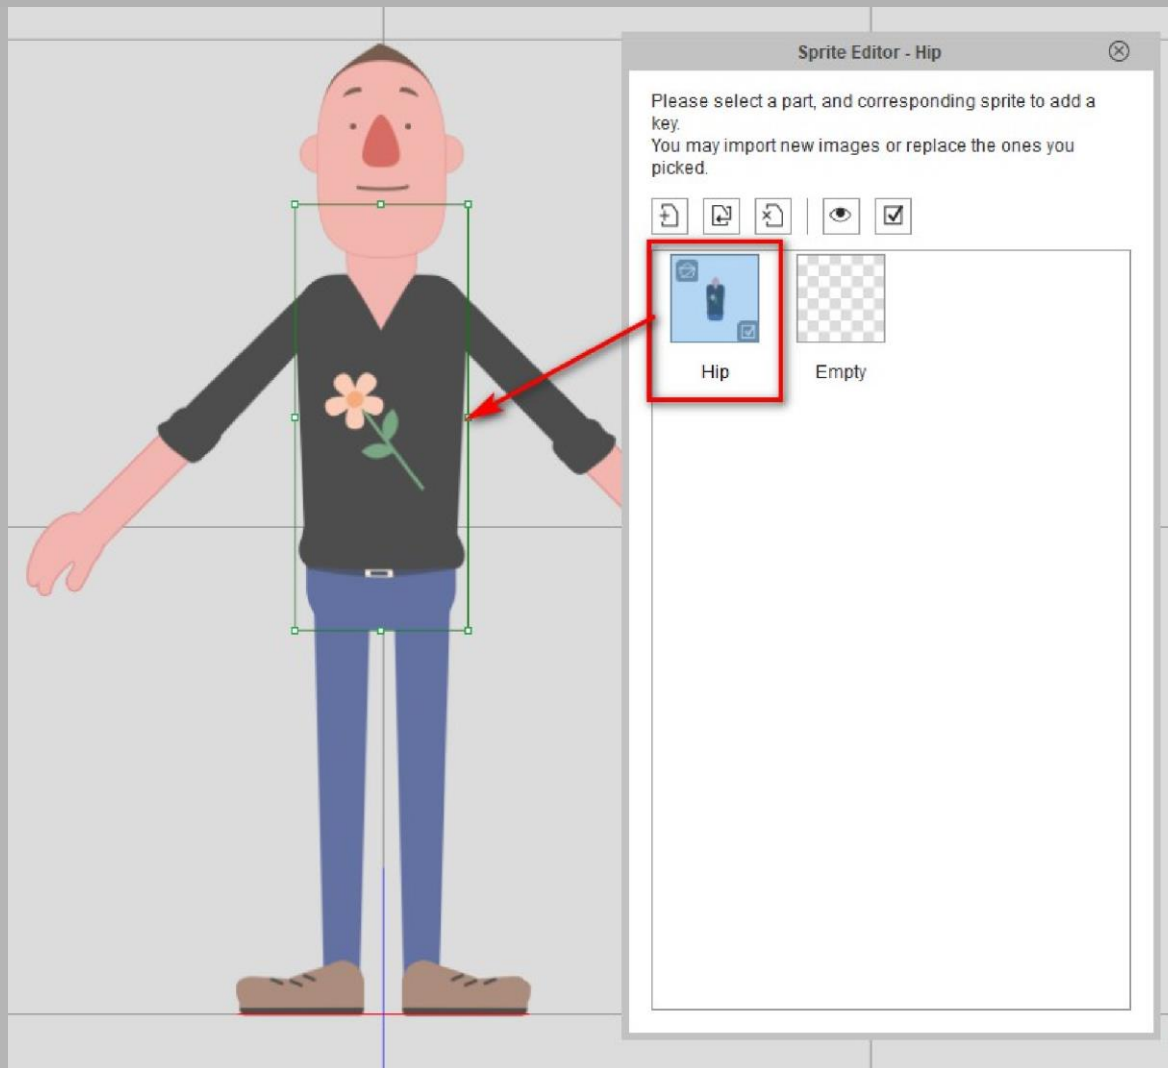 Sprite Editor - Hip
Please select a part, and corresponding sprite to add a
key.
You may import new images or replace the ones you
picked.
Hip
Empty